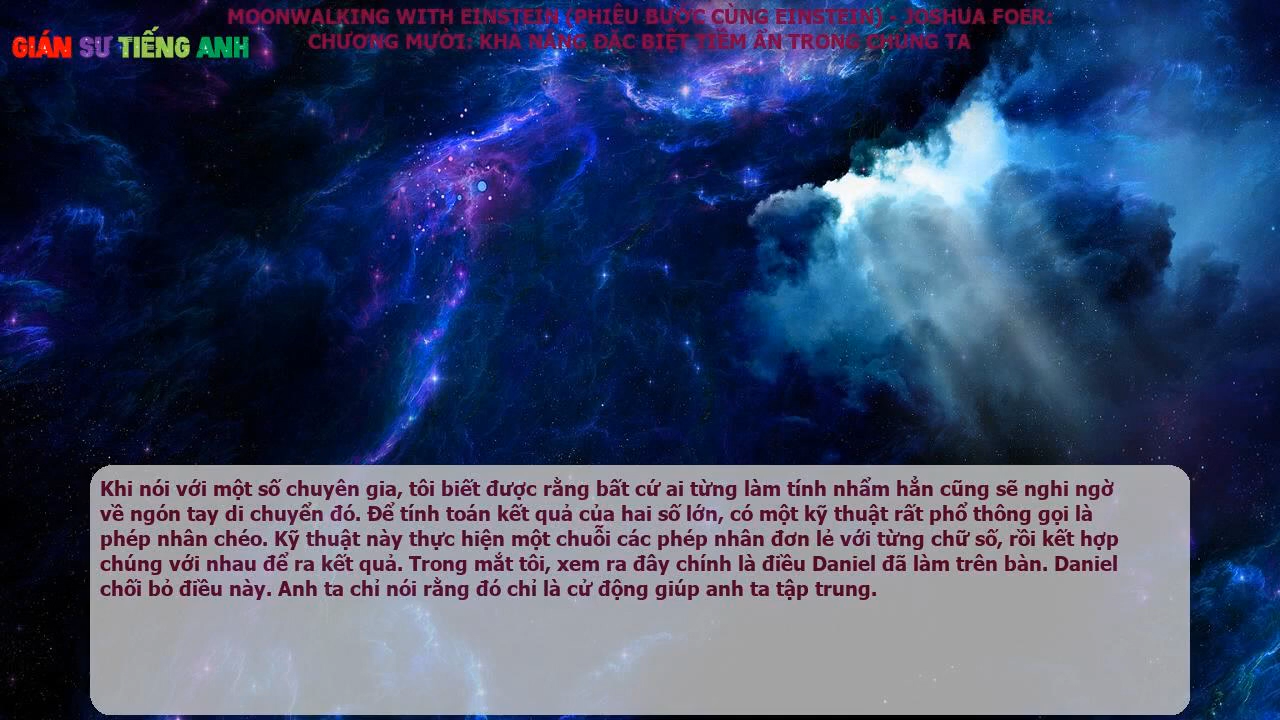 MOONWALKING WITH EINSTEIN (PHIÊU BƯỚC CÙNG EINSTEIN) - JOSHUA FOER:
CHƯƠNG MƯỜI: KHẢ NĂNG ĐẶC BIỆT TIỀM ẨN TRONG CHÚNG TA
GIÁN SƯ TIẾNG ANH
Khi nói với một số chuyên gia, tôi biết được rằng bất cứ ai từng làm tính nhẩm hẳn cũng sẽ nghi ngờ
về ngón tay di chuyển đó. Để tính toán kết quả của hai số lớn, có một kỹ thuật rất phổ thông gọi là
phép nhân chéo. Kỹ thuật này thực hiện một chuỗi các phép nhân đơn lẻ với từng chữ số, rồi kết hợp
chúng với nhau để ra kết quả. Trong mắt tôi, xem ra đây chính là điều Daniel đã làm trên bàn. Daniel
chối bỏ điều này. Anh ta chỉ nói rằng đó chỉ là cử động giúp anh ta tập trung.